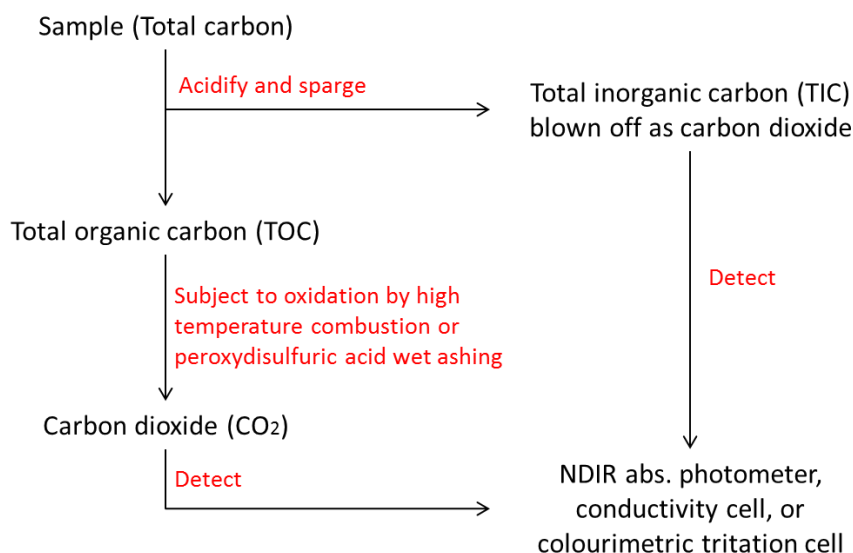 Sample (Total carbon)
Acidify and sparge
Total inorganic carbon (TIC)
blown off as carbon dioxide
Total organic carbon (TOC)
Subject to oxidation by high
temperature combustion or
peroxydisulfuric acid wet ashing
Detect
Carbon dioxide (CO2)
Detect
NDIR abs. photometer,
conductivity cell, or
colourimetric tritation cell